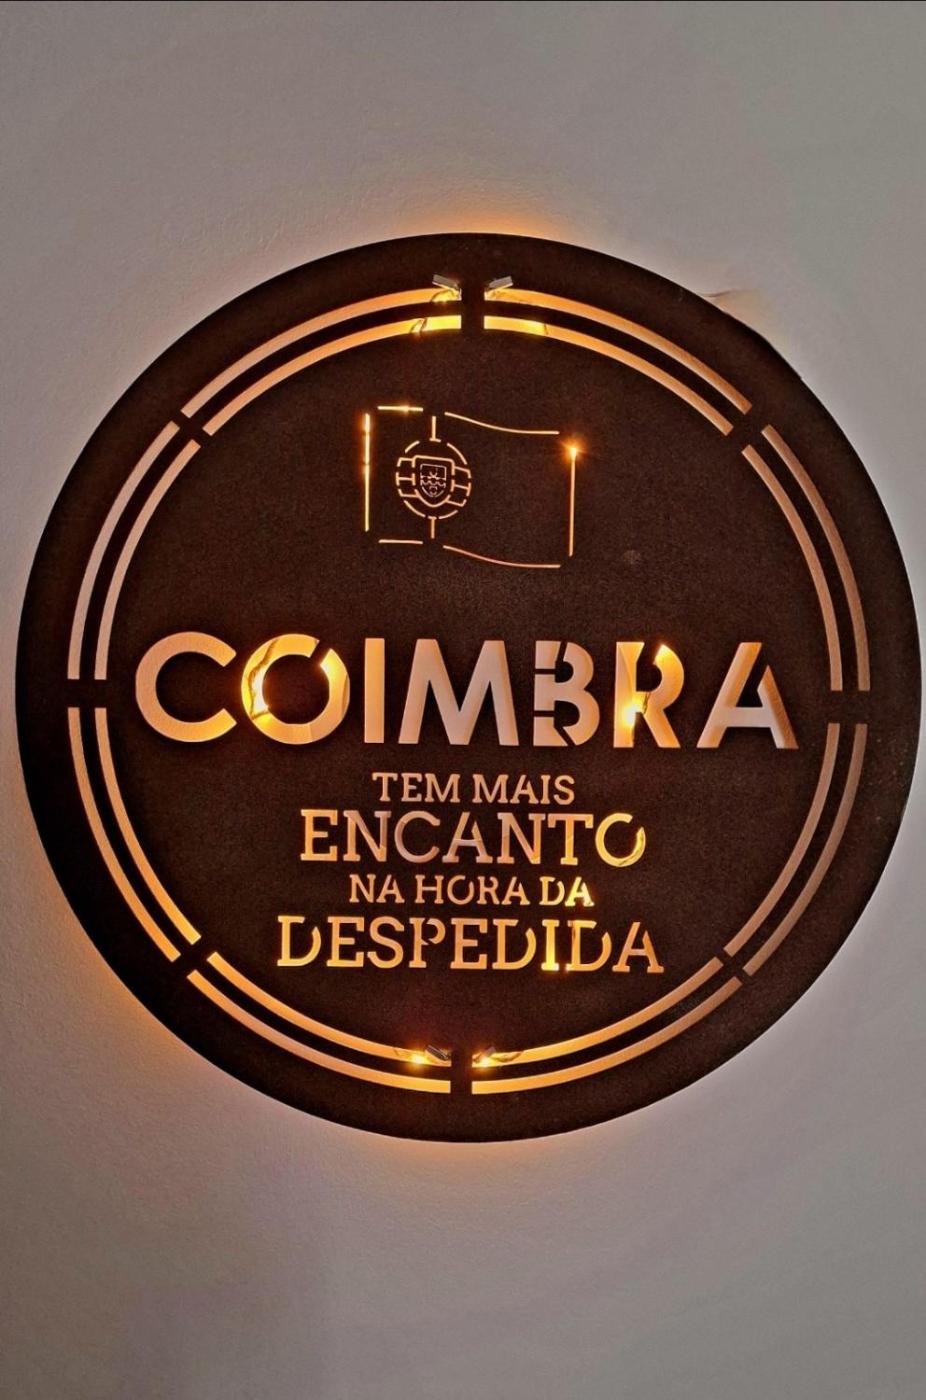 COIMBRA
TEM MAIS
ENCANTO
NA HORA DA
DESPEDIDA